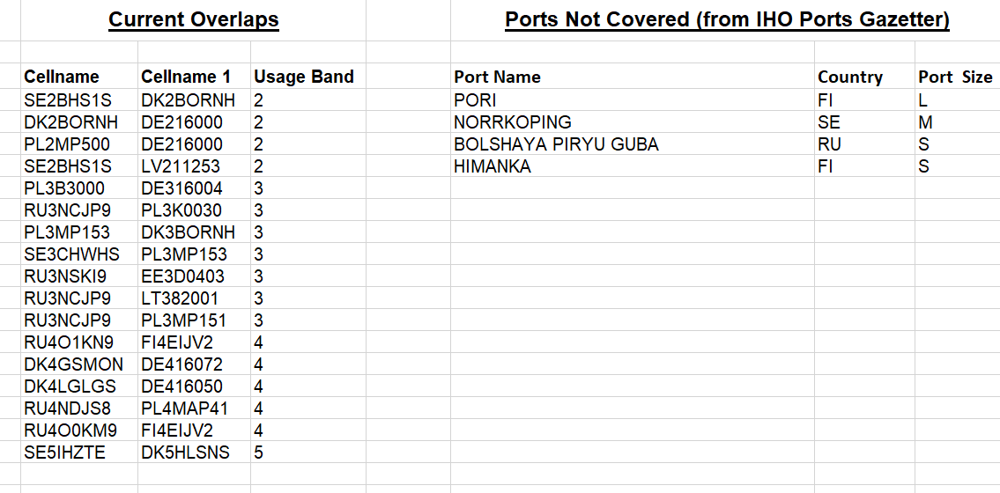 Current Overlaps Ports Not Covered (from IHO Ports Gazetter)
Cellname Cellname 1 Usage Band Port Name Country Port Size
SE2BHS1S DK2BORNH 2 PORI FI L
DK2BORNH DE216000 2 NORRKOPING SE M
PL2MP500 DE216000 2 BOLSHAYA PIRYU GUBA RU S
SE2BHS1S LV211253 2 HIMANKA FI S
PL3B3000 DE316004 3
RU3NCJP9 PL3K0030 3
PL3MP153 DK3BORNH 3
SE3CHWHS PL3MP153 3
RU3NSKI9 EE3D0403 3
RU3NCJP9 LT382001 3
RU3NCJP9 PL3MP151 3
RU4O1KN9 FI4EIJV2 4
DK4GSMON DE416072 4
DK4LGLGS DE416050 4
RU4NDJS8 PL4MAP41 4
RU4O0KM9 FI4EIJV2 4
SE5IHZTE DK5HLSNS 5